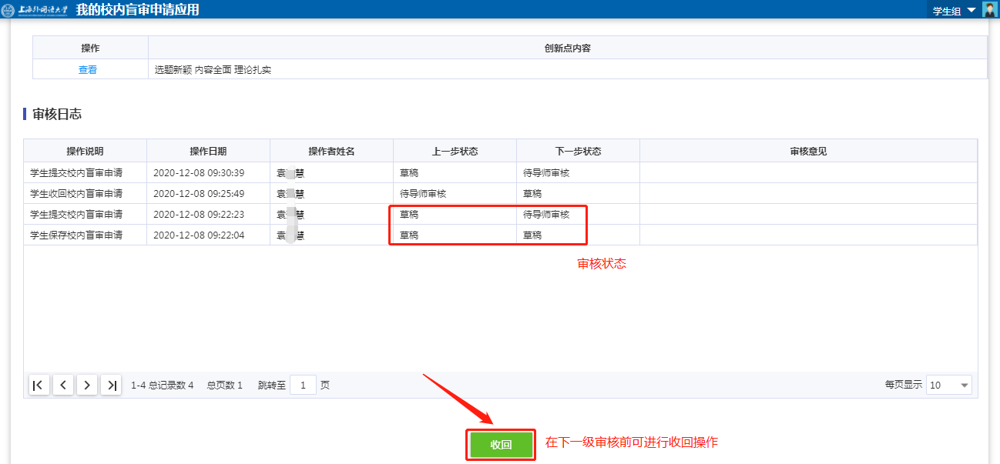 上海外国语大学 我的校内盲审申请应用 学生组
操作 创新点内容
查看 选题新颖 内容全面 理论扎实
审核日志
操作说明 操作日期 操作者姓名 上一步状态 下一步状态 审核意见
学生提交校内盲审申请 2020-12-08 09:30:39 袁 慧 草稿 待导师审核
学生收回校内盲审申请 2020-12-08 09:25:49 袁 慧 待导师审核 草稿
学生提交校内盲审申请 2020-12-08 09:22:23 袁 慧 草稿 待导师审核
学生保存校内盲审申请 2020-12-08 09:22:04 袁 慧 草稿 草稿
审核状态
1-4 总记录数 4 总页数 1 跳转至 1 页 每页显示 10
收回 在下一级审核前可进行收回操作